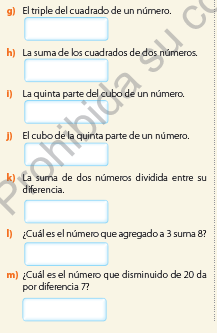 g) El triple del cuadrado de un número.
h) La suma de los cuadrados de dos números.
i) La quinta parte del cubo de un número.
j) El cubo de la quinta parte de un número.
k) La suma de dos números dividida entre su
diferencia.
l) ¿Cuál es el número que agregado a 3 suma 8?
m) ¿Cuál es el número que disminuido de 20 da
por diferencia 7?
Prohibida su co